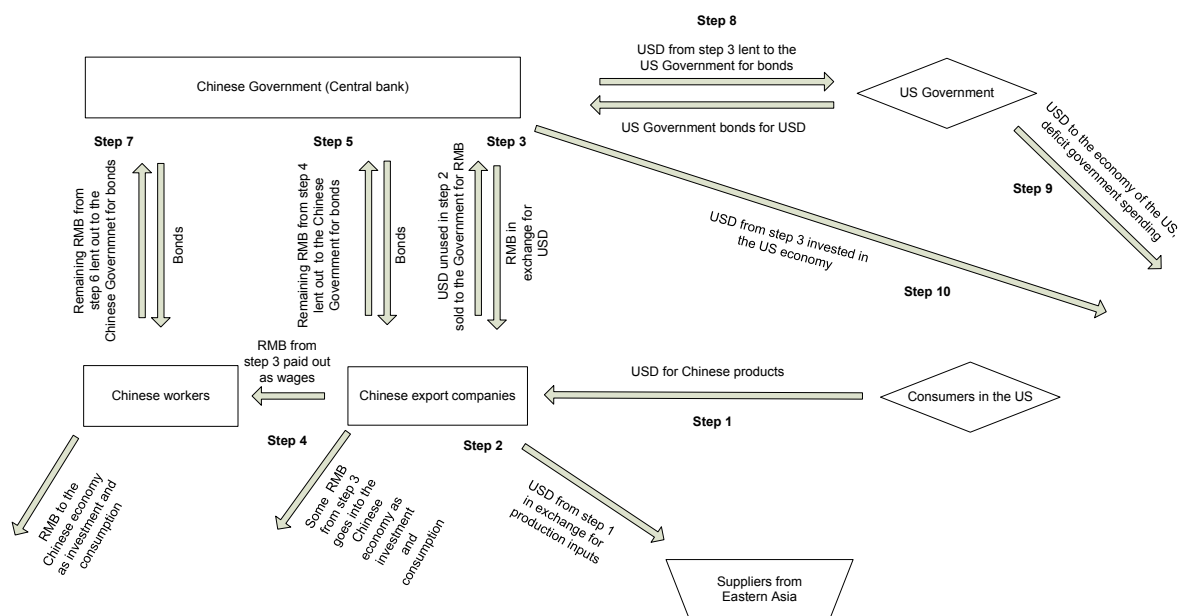 Step 8
USD from step 3 lent to the
US Government for bonds
Chinese Government (Central bank)
US Government
US Government bonds for USD
Step 7
Step 5
Step 3
Remaining RMB from
step 6 lent out to the
Chinese Governmnet for bonds
Bonds
Remaining RMB from step 4
lent out to the Chinese
Government for bonds
Bonds
USD unused in step 2
sold to the Government for RMB
RMB in
exchange for
USD
USD to the economy of the US,
deficit government
spending
Step 9
USD from step 3 invested in
the US economy
Step 10
RMB from
step 3 paid out
as wages
USD for Chinese products
Chinese workers
Chinese export companies
Consumers in the US
Step 1
Step 4
Step 2
RMB to the
Chinese economy
as investment and
consumption
Some RMB
from step 3
goes into the
Chinese
economy as
investment
and
consumption
USD from step 1
in exchange for
production inputs
Suppliers from
Eastern Asia